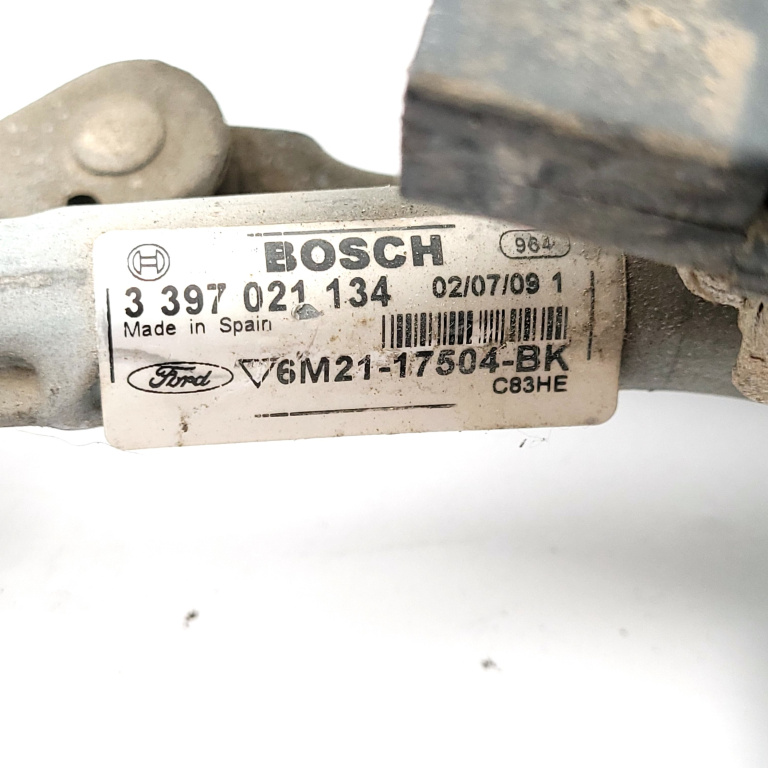 BOSCH
964
3 397 021 134 02/07/09 1
Made in Spain
Ford 6M21-17504-BK
C83HE